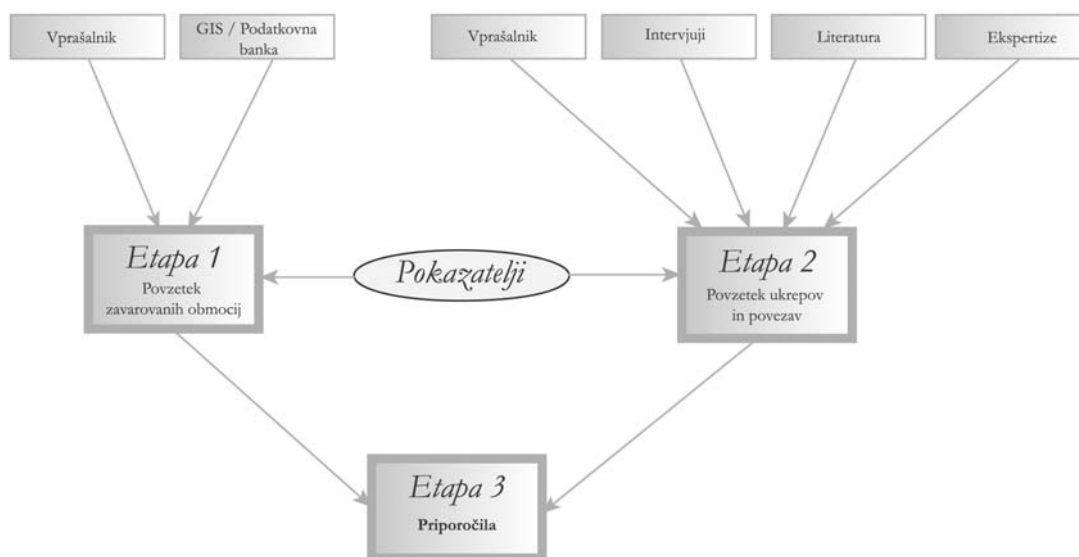 Vprašalnik
GIS / Podatkovna
banka
Vprašalnik
Intervjuji
Literatura
Ekspertize
Etapa 1
Povzetek
zavarovanih obmocij
Pokazatelji
Etapa 2
Povzetek ukrepov
in povezav
Etapa 3
Priporočila